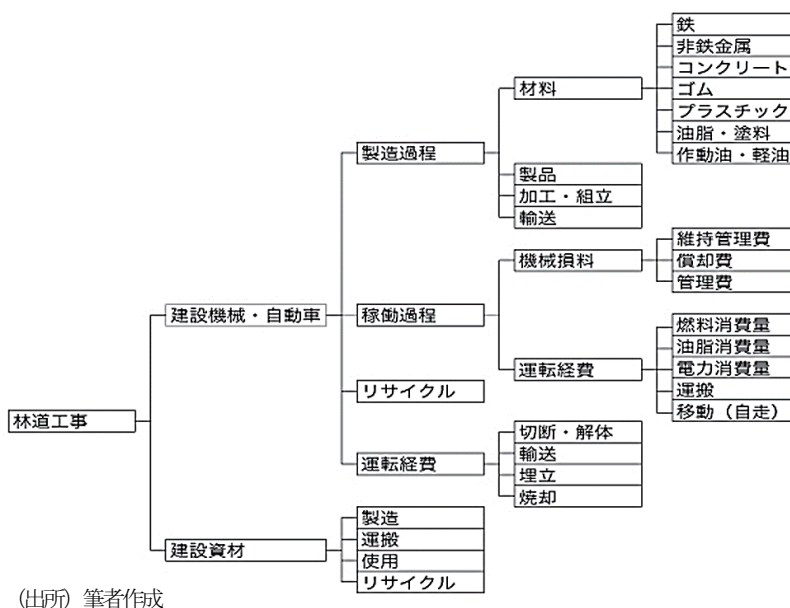 林道工事
建設機械・自動車
製造過程
材料
鉄
非鉄金属
コンクリート
ゴム
プラスチック
油脂・塗料
作動油・軽油
製品
加工・組立
輸送
稼働過程
機械損料
維持管理費
償却費
管理費
運転経費
燃料消費量
油脂消費量
電力消費量
運搬
移動（自走）
リサイクル
運転経費
切断・解体
輸送
埋立
焼却
建設資材
製造
運搬
使用
リサイクル
（出所）筆者作成